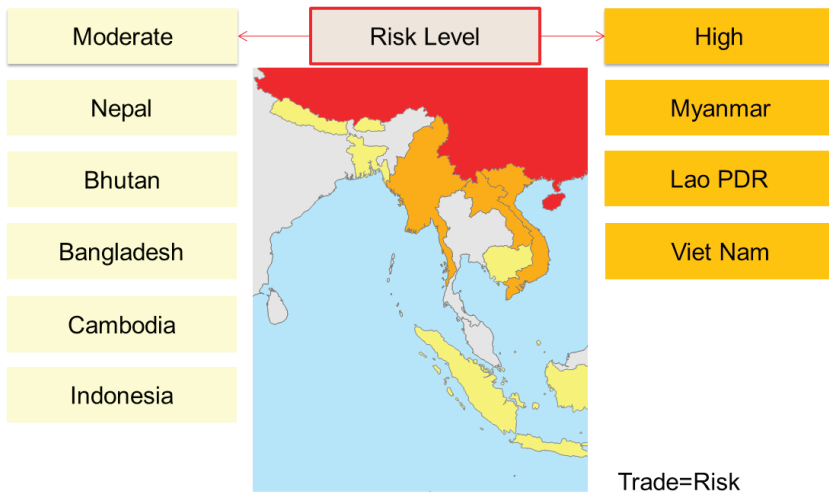 Moderate
Risk Level
High
Nepal
Myanmar
Bhutan
Lao PDR
Bangladesh
Viet Nam
Cambodia
Indonesia
Trade=Risk